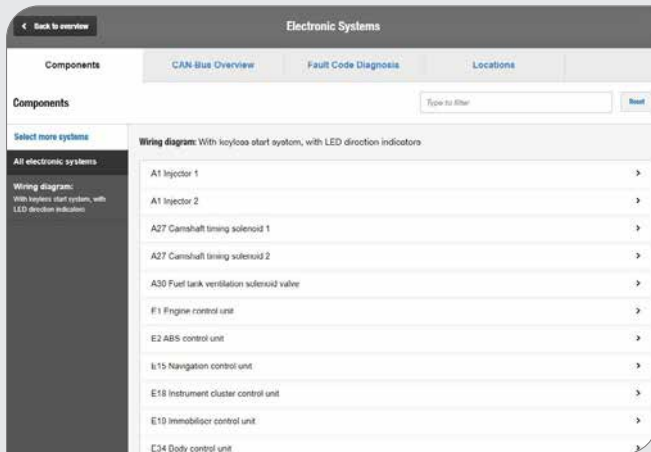 Back to overview
Electronic Systems
Components
CAN-Bus Overview
Fault Code Diagnosis
Locations
Components
Type to filter
Reset
Select more systems
All electronic systems
Wiring diagram:
With keyless start system, with
LED direction indicators
Wiring diagram: With keyless start system, with LED direction indicators
A1 Injector 1
A1 Injector 2
A27 Camshaft timing solenoid 1
A27 Camshaft timing solenoid 2
A30 Fuel tank ventilation solenoid valve
E1 Engine control unit
E2 ABS control unit
E15 Navigation control unit
E18 Instrument cluster control unit
E19 Immobiliser control unit
E34 Body control unit